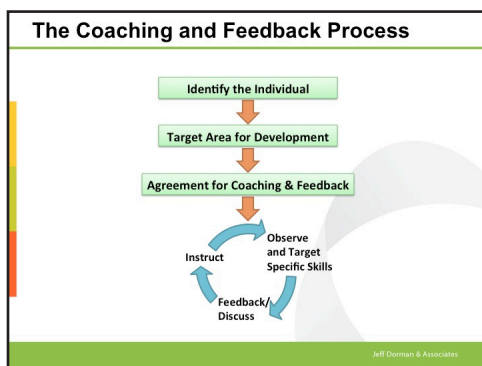 The Coaching and Feedback Process
Identify the Individual
Target Area for Development
Agreement for Coaching & Feedback
Observe
and Target
Specific Skills
Instruct
Feedback/
Discuss
Jeff Dorman & Associates